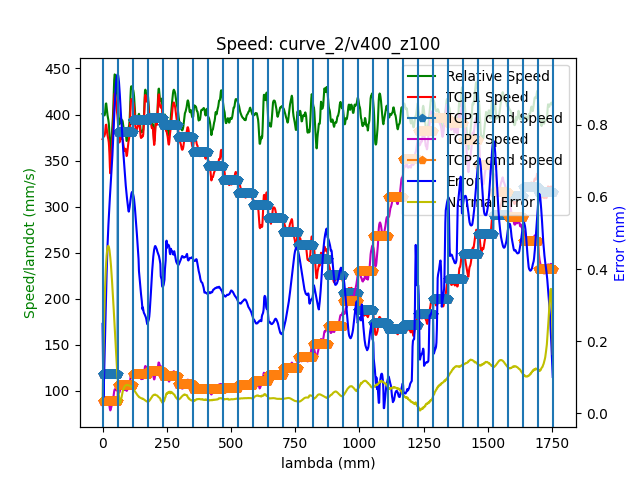 Speed: curve_2/v400_z100
450
400
350
300
250
200
150
100
Speed/lamdot (mm/s)
0.8
0.6
0.4
0.2
0.0
Error (mm)
Relative Speed
TCP1 Speed
TCP1 cmd Speed
TCP2 Speed
TCP2 cmd Speed
Error
Normal Error
0 250 500 750 1000 1250 1500 1750
lambda (mm)